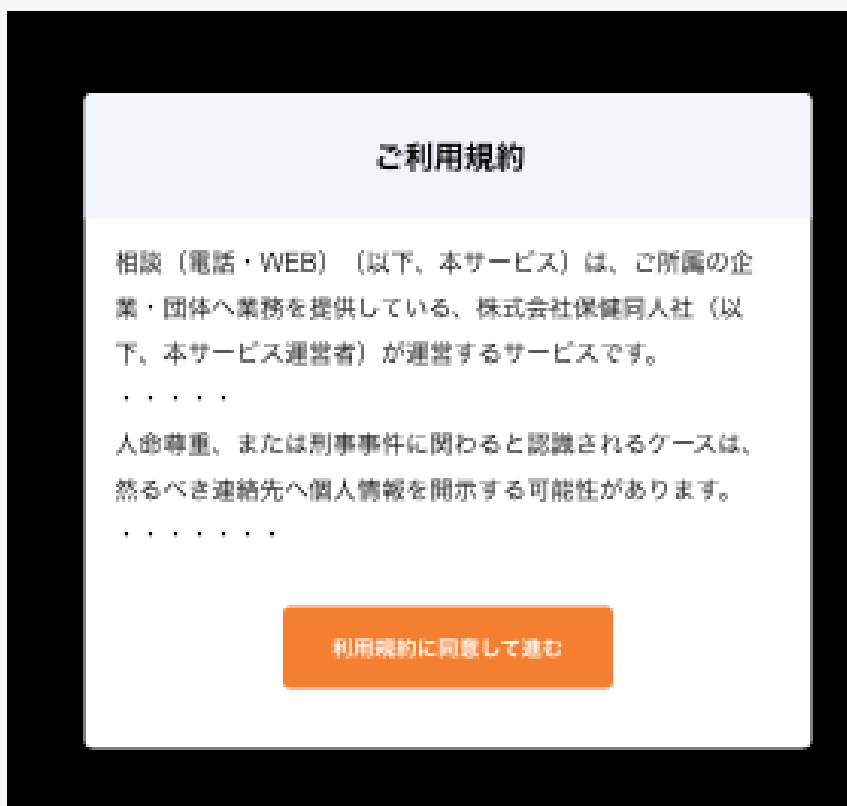 ご利用規約
相談（電話・WEB）（以下、本サービス）は、ご所属の企
業・団体へ業務を提供している、株式会社保健同人社（以
下、本サービス運営者）が運営するサービスです。
・・・・・
人命尊重、または刑事事件に関わると認識されるケースは、
然るべき連絡先へ個人情報を開示する可能性があります。
・・・・・・・
利用規約に同意して進む